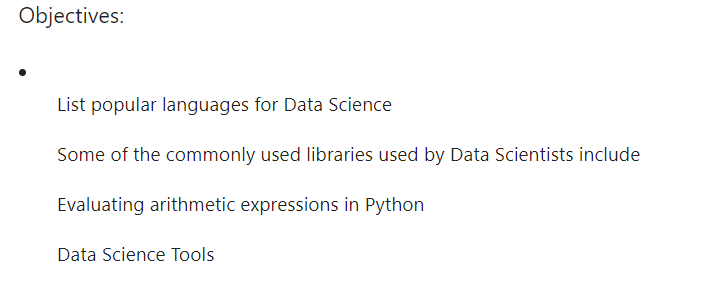 Objectives:
•
List popular languages for Data Science
Some of the commonly used libraries used by Data Scientists include
Evaluating arithmetic expressions in Python
Data Science Tools